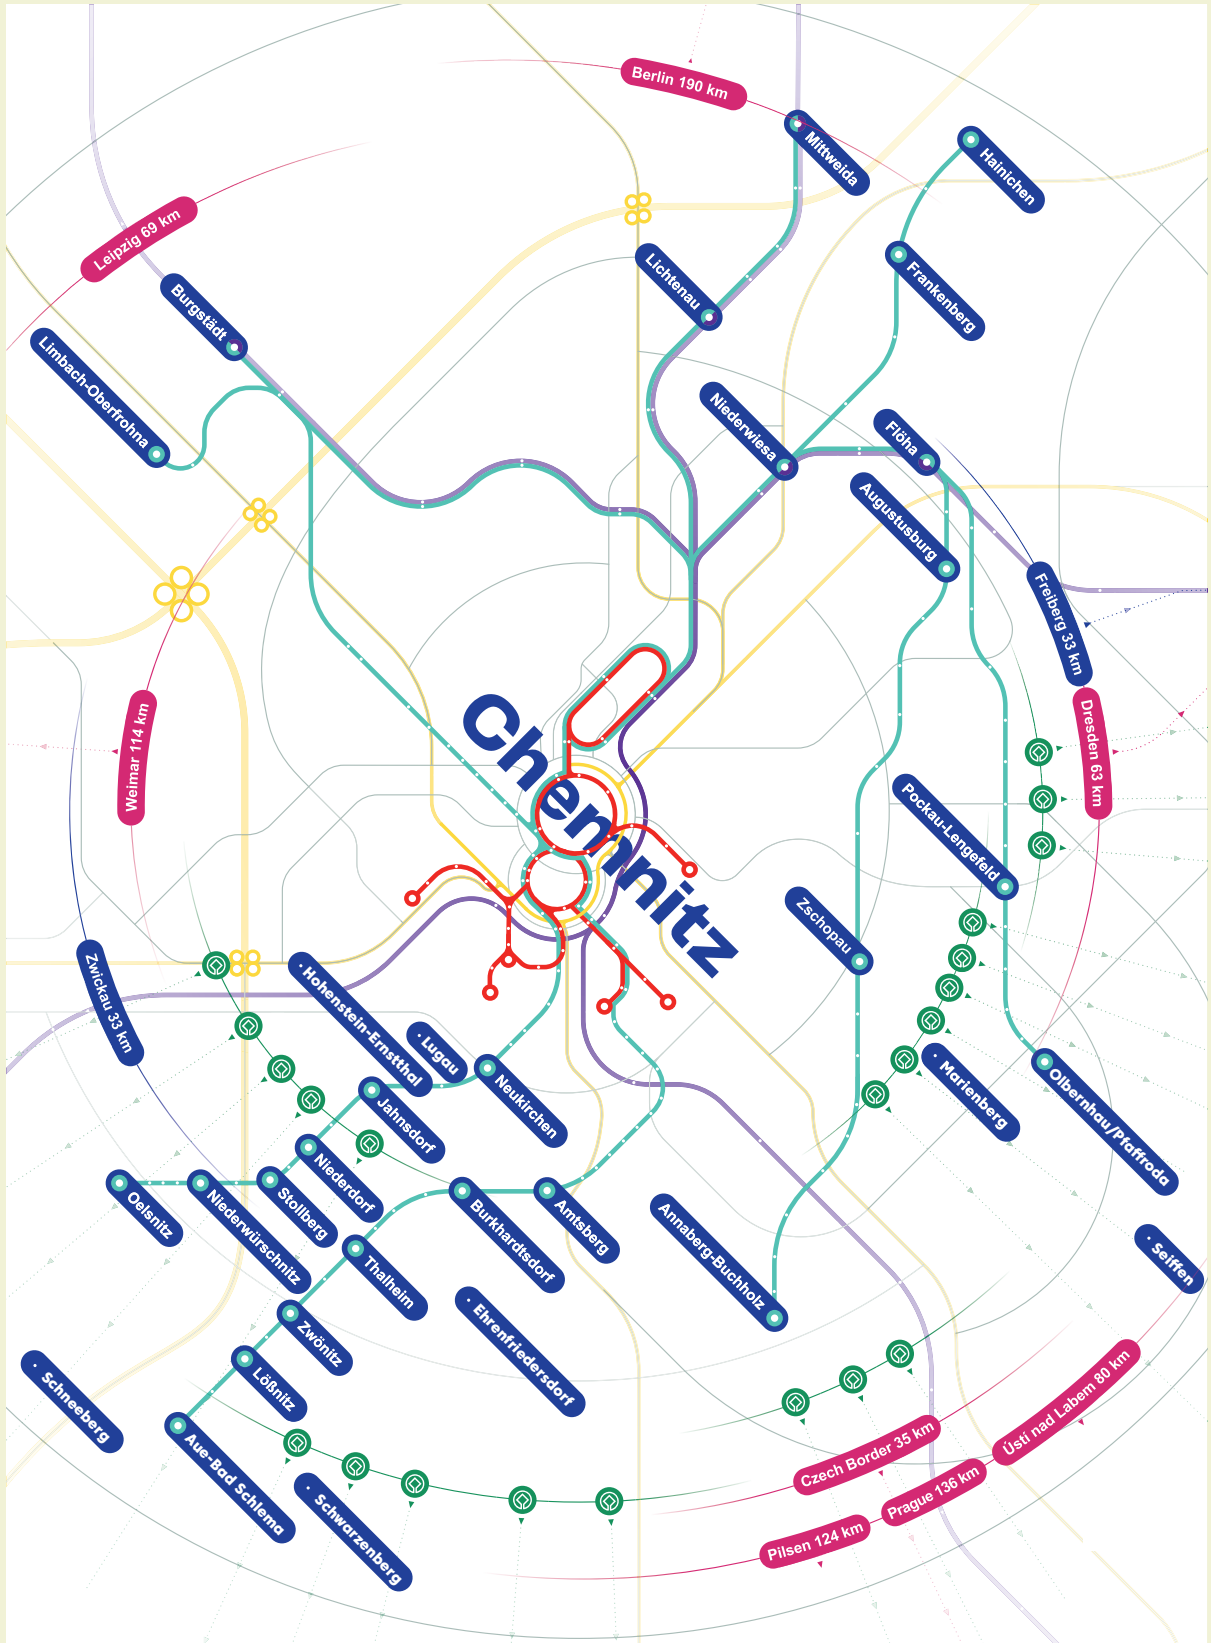 Berlin 190 km
Mittweida
Hainichen
Leipzig 69 km
Lichtenau
Frankenberg
Burgstädt
Limbach-Oberfrohna
Niederwiesa
Flöha
Augustusburg
Freiberg 33 km
Chemnitz
Weimar 114 km
Dresden 63 km
Pockau-Lengefeld
Zschopau
Zwickau 33 km
· Hohenstein-Ernstthal
· Lugau
Neukirchen
Jahnsdorf
· Marienberg
Olbernhau/Pfaffroda
Niederdorf
Stollberg
Niederwürschnitz
Oelsnitz
Burkhardtsdorf
Amtsberg
Annaberg-Buchholz
· Seiffen
Thalheim
· Ehrenfriedersdorf
Zwönitz
Lößnitz
· Schneeberg
Aue-Bad Schlema
· Schwarzenberg
Czech Border 35 km
Ústí nad Labem 80 km
Prague 136 km
Pilsen 124 km